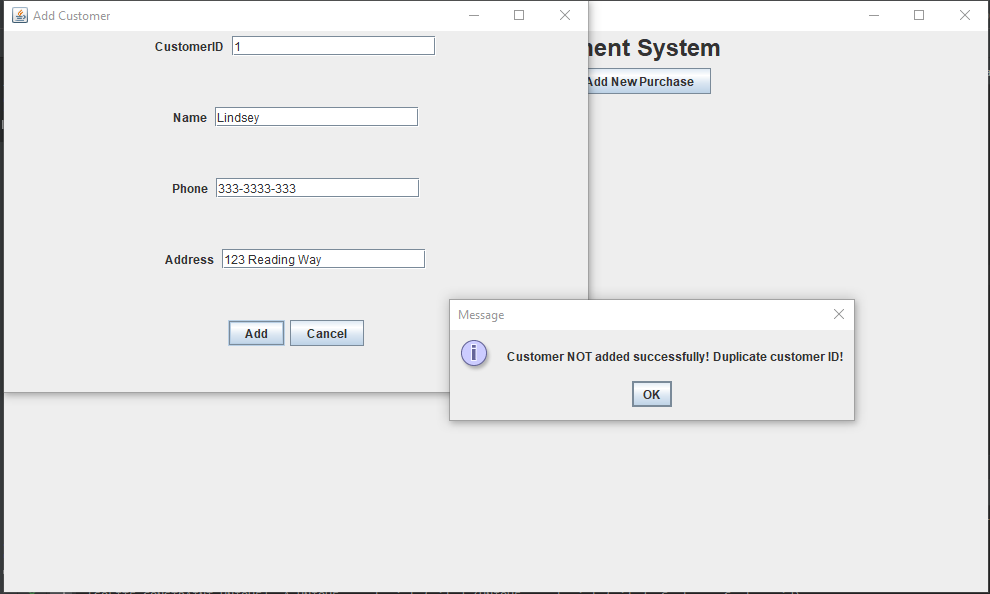 Add Customer
ment System
CustomerID 1
Add New Purchase
Name Lindsey
Phone 333-3333-333
Address 123 Reading Way
Message
Add Cancel
Customer NOT added successfully! Duplicate customer ID!
OK